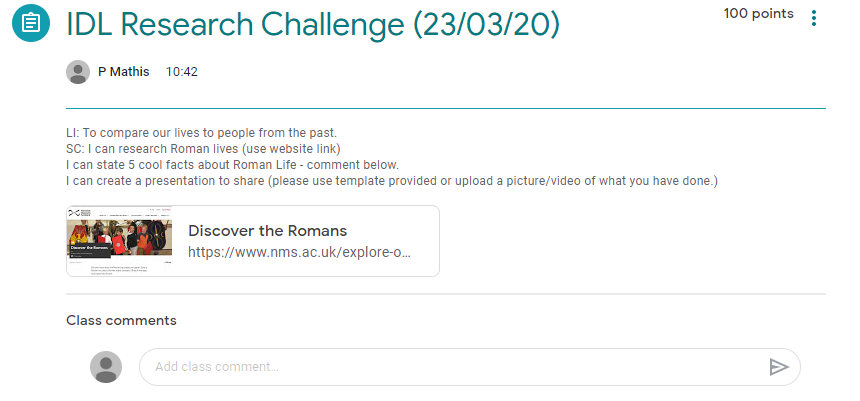 IDL Research Challenge (23/03/20)
100 points
P Mathis 10:42
LI: To compare our lives to people from the past.
SC: I can research Roman lives (use website link)
I can state 5 cool facts about Roman Life - comment below.
I can create a presentation to share (please use template provided or upload a picture/video of what you have done.)
Discover the Romans
Discover the Romans
https://www.nms.ac.uk/explore-o...
Class comments
Add class comment...